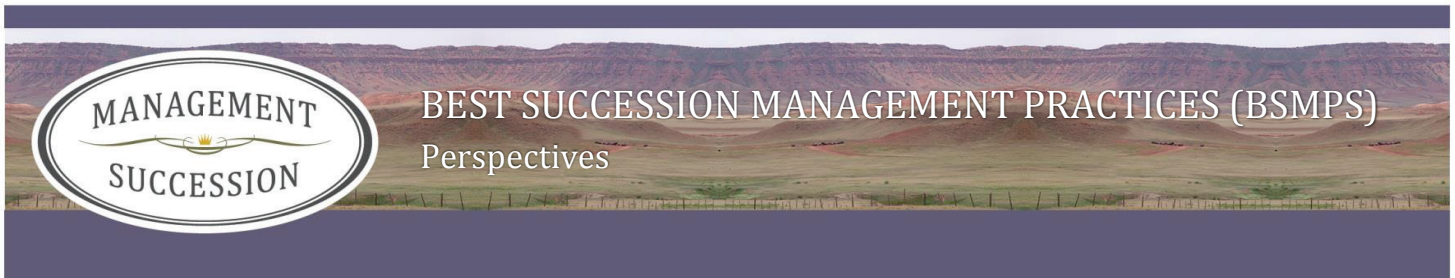 MANAGEMENT
SUCCESSION
BEST SUCCESSION MANAGEMENT PRACTICES (BSMPS)
Perspectives